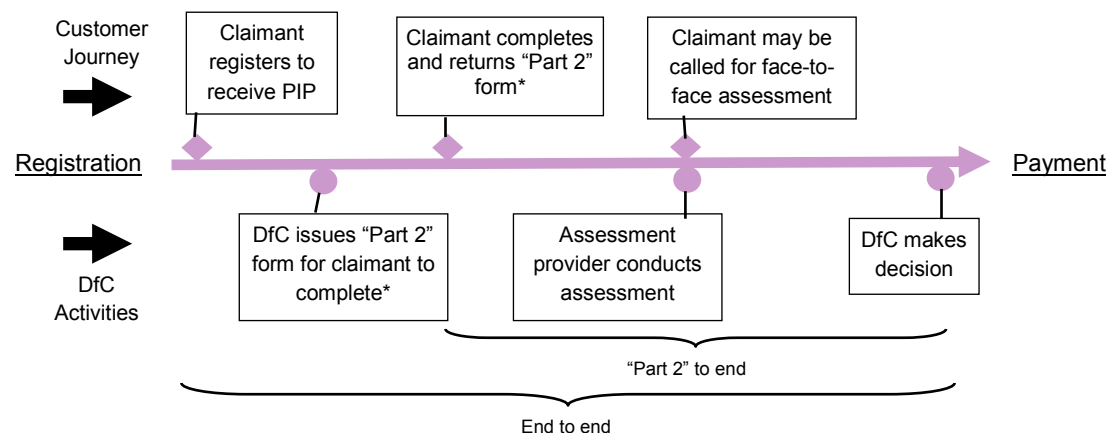 Customer
Journey
Claimant
registers to
receive PIP
Claimant completes
and returns “Part 2”
form*
Claimant may be
called for face-to-
face assessment
Registration
Payment
DfC
Activities
DfC issues “Part 2”
form for claimant to
complete*
Assessment
provider conducts
assessment
DfC makes
decision
“Part 2” to end
End to end